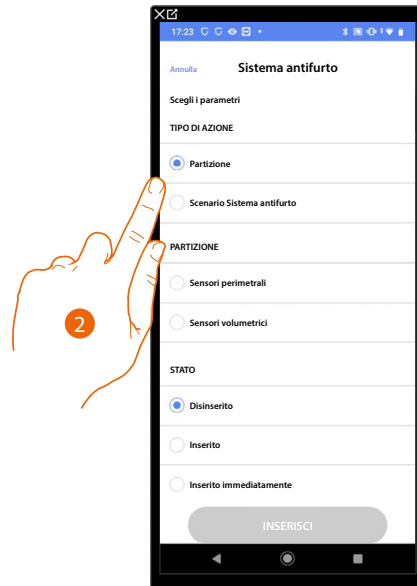 17:23
Annulla Sistema antifurto
Scegli i parametri
TIPO DI AZIONE
Partizione
Scenario Sistema antifurto
PARTIZIONE
Sensori perimetrali
Sensori volumetrici
STATO
Disinserito
Inserito
Inserito immediatamente
INSERISCI
2